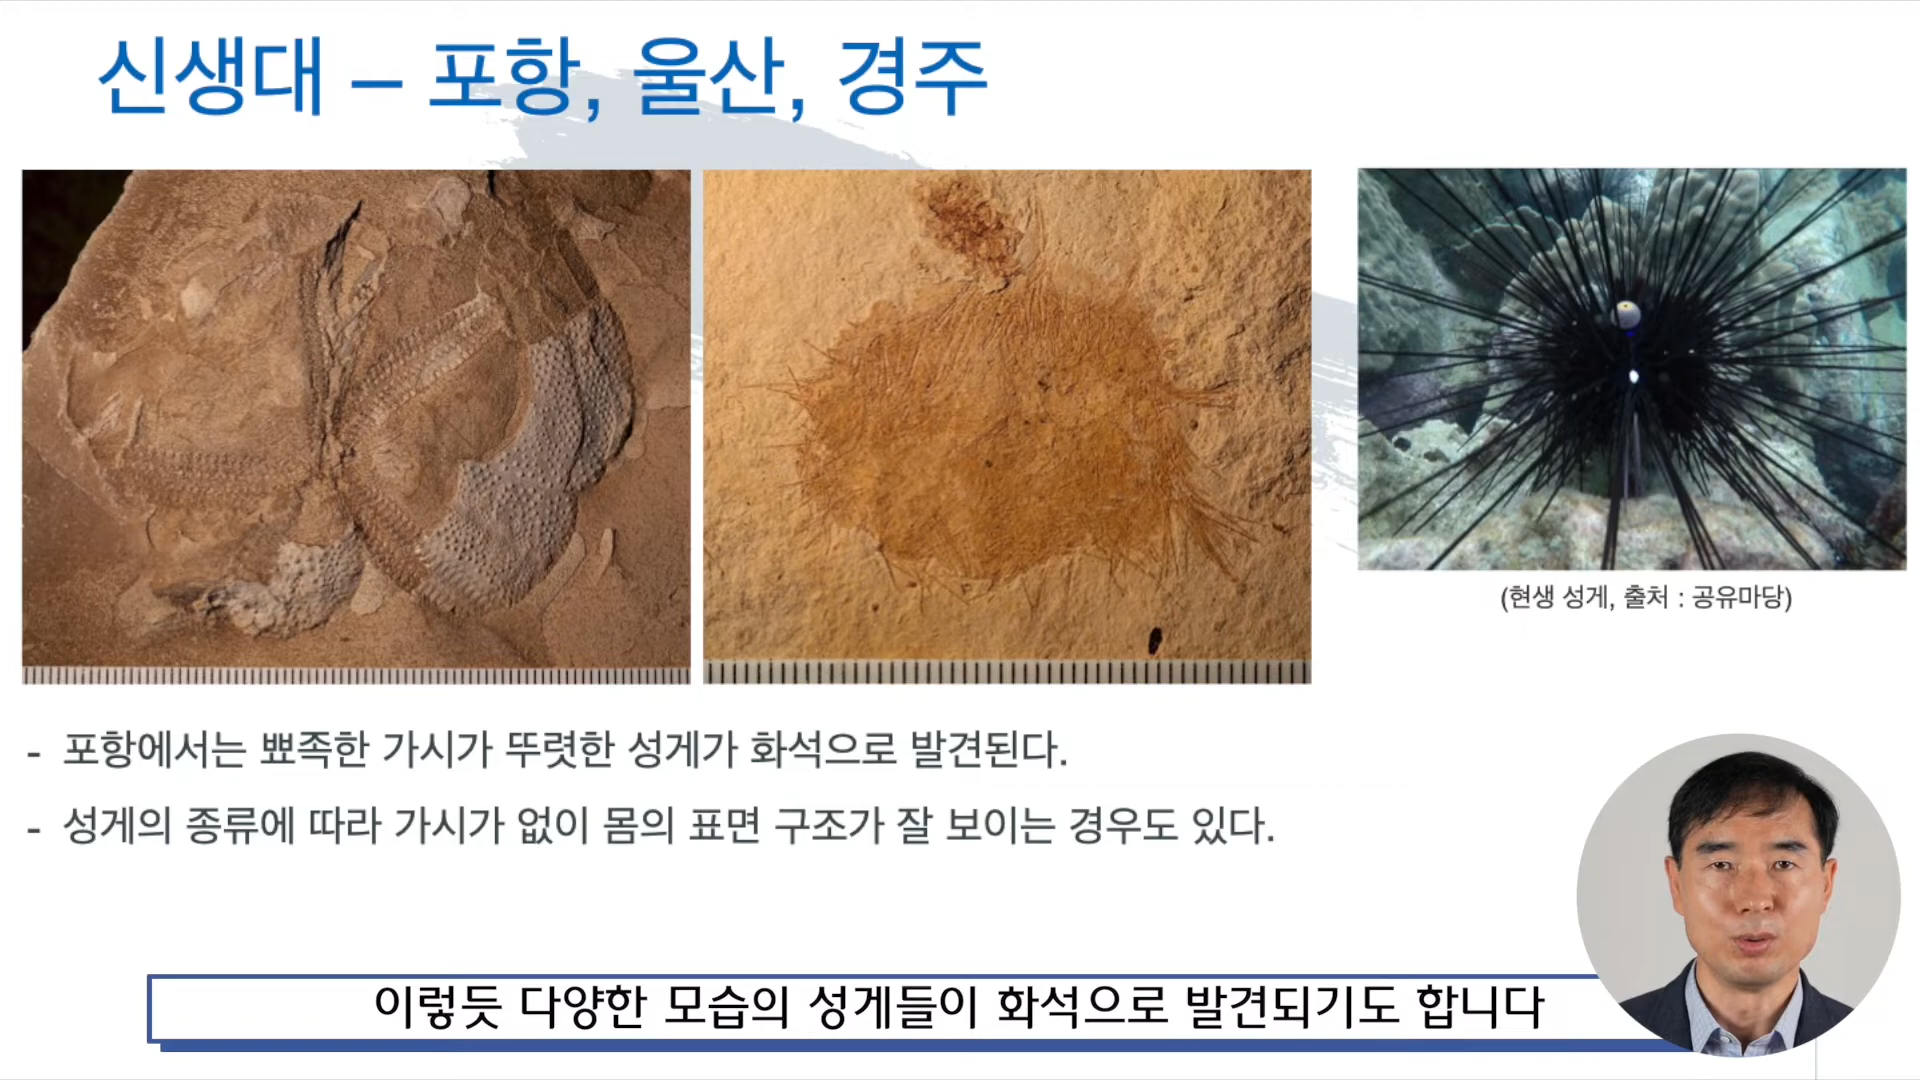 신생대 – 포항, 울산, 경주
(현생 성게, 출처 : 공유마당)
- 포항에서는 뾰족한 가시가 뚜렷한 성게가 화석으로 발견된다.
- 성게의 종류에 따라 가시가 없이 몸의 표면 구조가 잘 보이는 경우도 있다.
이렇듯 다양한 모습의 성게들이 화석으로 발견되기도 합니다